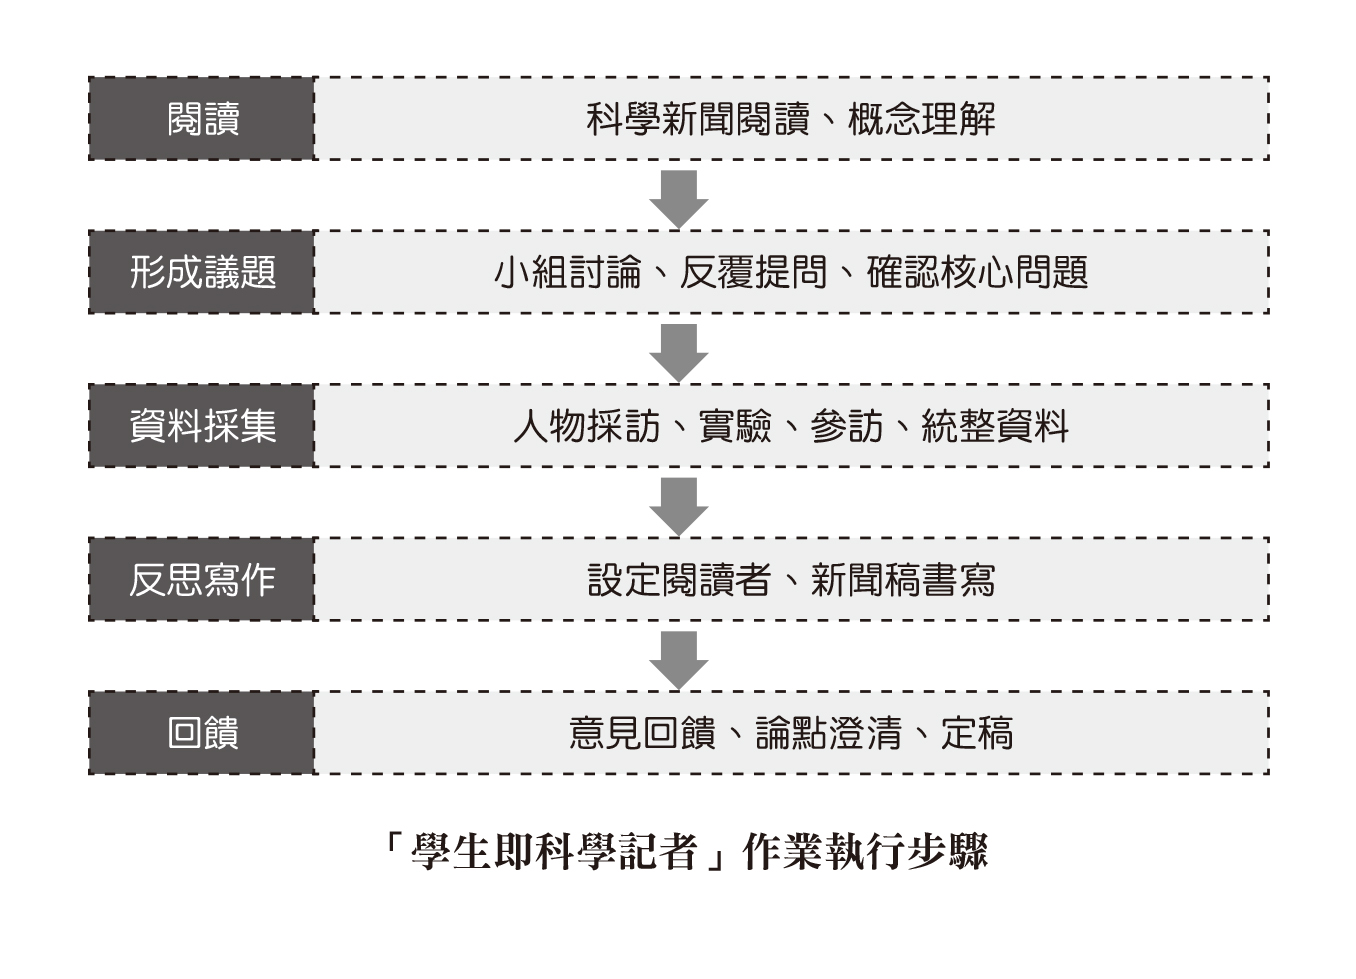 閱讀
科學新聞閱讀、概念理解
形成議題
小組討論、反覆提問、確認核心問題
資料採集
人物採訪、實驗、參訪、統整資料
反思寫作
設定閱讀者、新聞稿書寫
回饋
意見回饋、論點澄清、定稿
「學生即科學記者」作業執行步驟